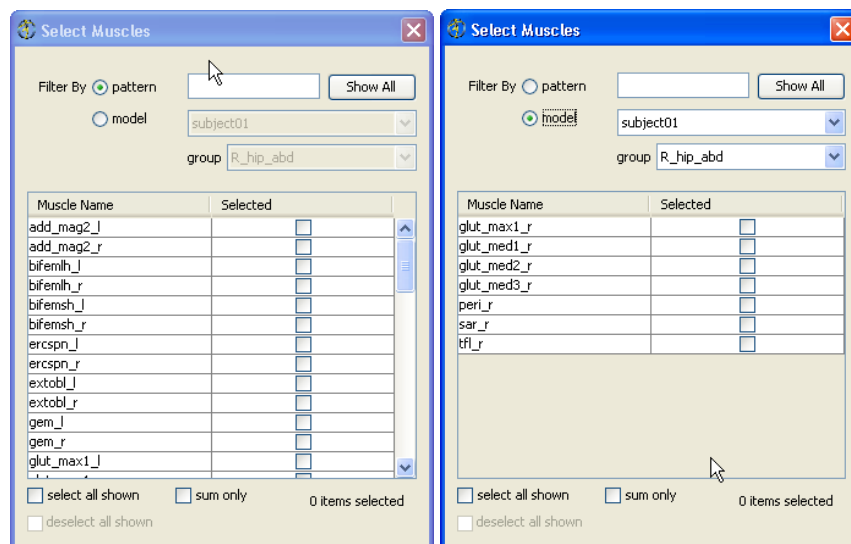 Select Muscles
Filter By pattern Show All
model subject01
group R_hip_abd
Muscle Name Selected
add_mag2_l
add_mag2_r
bifemlh_l
bifemlh_r
bifemsh_l
bifemsh_r
ercspn_l
ercspn_r
extobl_l
extobl_r
gem_l
gem_r
glut_max1_l
select all shown sum only 0 items selected
deselect all shown
Select Muscles
Filter By pattern Show All
model subject01
group R_hip_abd
Muscle Name Selected
glut_max1_r
glut_med1_r
glut_med2_r
glut_med3_r
peri_r
sar_r
tfl_r
select all shown sum only 0 items selected
deselect all shown